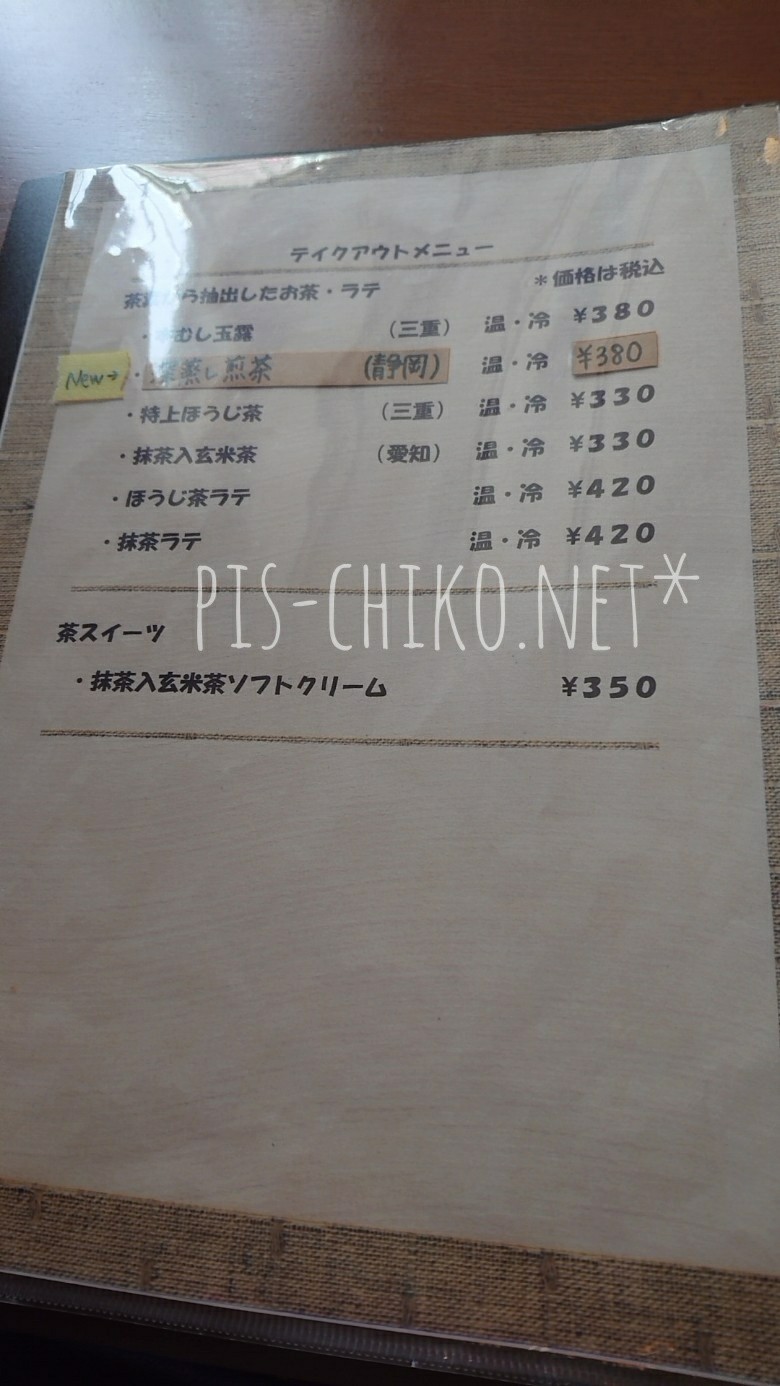 テイクアウトメニュー
＊価格は税込
抽出したお茶・ラテ
むし玉露 （三重） 温・冷 ¥380
New→ ・深蒸し煎茶 (静岡) 温・冷 ¥380
・特上ほうじ茶 （三重） 温・冷 ¥330
・抹茶入玄米茶 （愛知） 温・冷 ¥330
・ほうじ茶ラテ 温・冷 ¥420
・抹茶ラテ 温・冷 ¥420
PIS-CHIKO.NET*
茶スイーツ
・抹茶入玄米茶ソフトクリーム ¥350